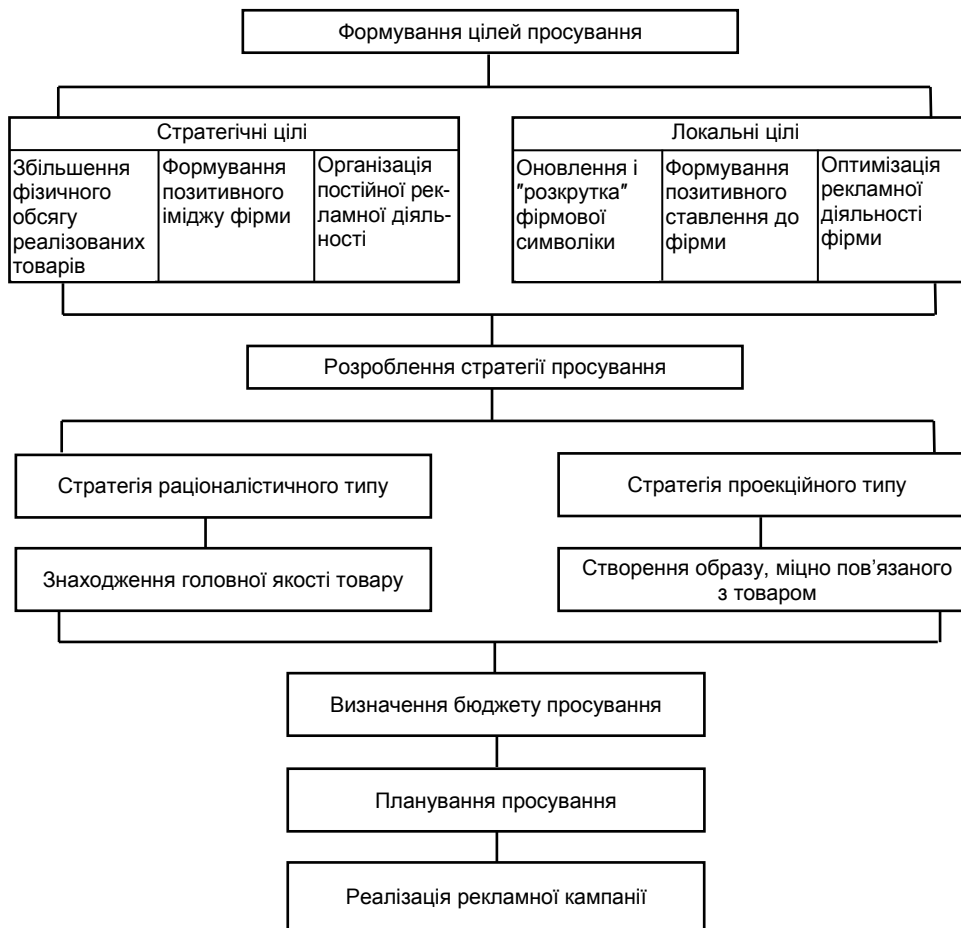 Формування цілей просування
Стратегічні цілі
Збільшення
фізичного
обсягу
реалізованих
товарів
Формування
позитивного
іміджу фірми
Організація
постійної рек-
ламної діяль-
ності
Локальні цілі
Оновлення і
"розкрутка"
фірмової
символіки
Формування
позитивного
ставлення до
фірми
Оптимізація
рекламної
діяльності
фірми
Розроблення стратегії просування
Стратегія раціоналістичного типу
Стратегія проекційного типу
Знаходження головної якості товару
Створення образу, міцно пов’язаного
з товаром
Визначення бюджету просування
Планування просування
Реалізація рекламної кампанії